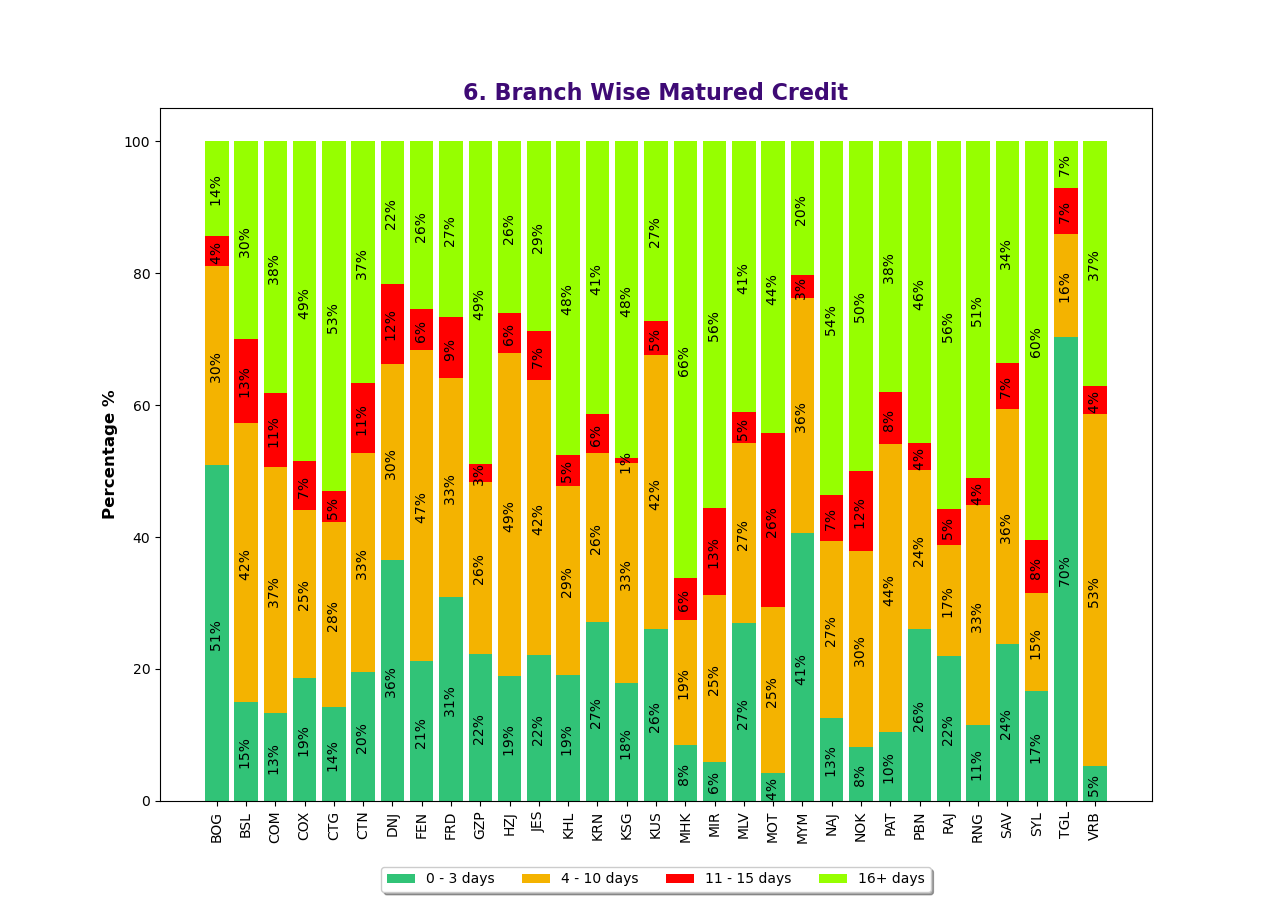 6. Branch Wise Matured Credit
Percentage %
100
80
60
40
20
0
14% 30% 38% 49% 53% 37% 22% 26% 27% 49% 26% 29% 48% 41% 48% 27% 66% 56% 41% 44% 20% 54% 50% 38% 46% 56% 51% 34% 60% 7% 37%
4% 13% 11% 7% 5% 11% 12% 6% 9% 3% 6% 7% 5% 6% 1% 5% 6% 13% 5% 26% 3% 7% 12% 8% 4% 5% 4% 7% 8% 7% 4%
30% 42% 37% 25% 28% 33% 30% 47% 33% 26% 49% 42% 29% 26% 33% 42% 19% 25% 27% 25% 36% 27% 30% 44% 24% 17% 33% 36% 15% 16% 53%
51% 15% 13% 19% 14% 20% 36% 21% 31% 22% 19% 22% 19% 27% 18% 26% 8% 6% 27% 4% 41% 13% 8% 10% 26% 22% 11% 24% 17% 70% 5%
BOG BSL COM COX CTG CTN DNJ FEN FRD GZP HZJ JES KHL KRN KSG KUS MHK MIR MLV MOT MYM NAJ NOK PAT PBN RAJ RNG SAV SYL TGL VRB
0 - 3 days 4 - 10 days 11 - 15 days 16+ days